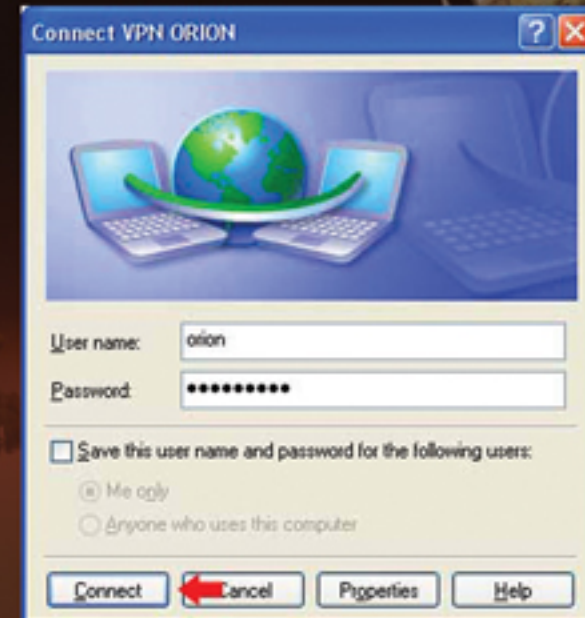 Connect VPN ORION
User name: orion
Password: •••••••••
Save this user name and password for the following users:
Me only
Anyone who uses this computer
Connect Cancel Properties Help